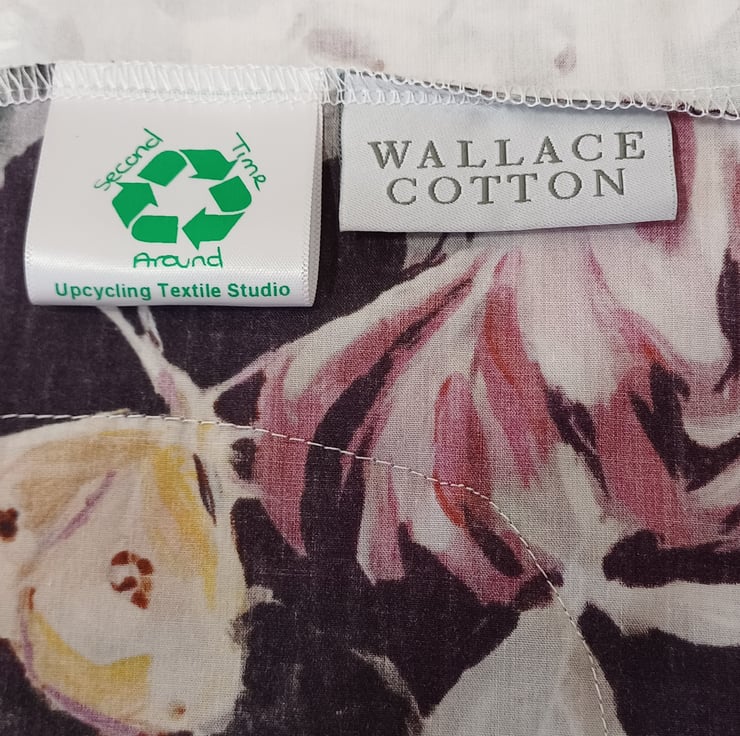 Second Time
Around
Upcycling Textile Studio
WALLACE
COTTON